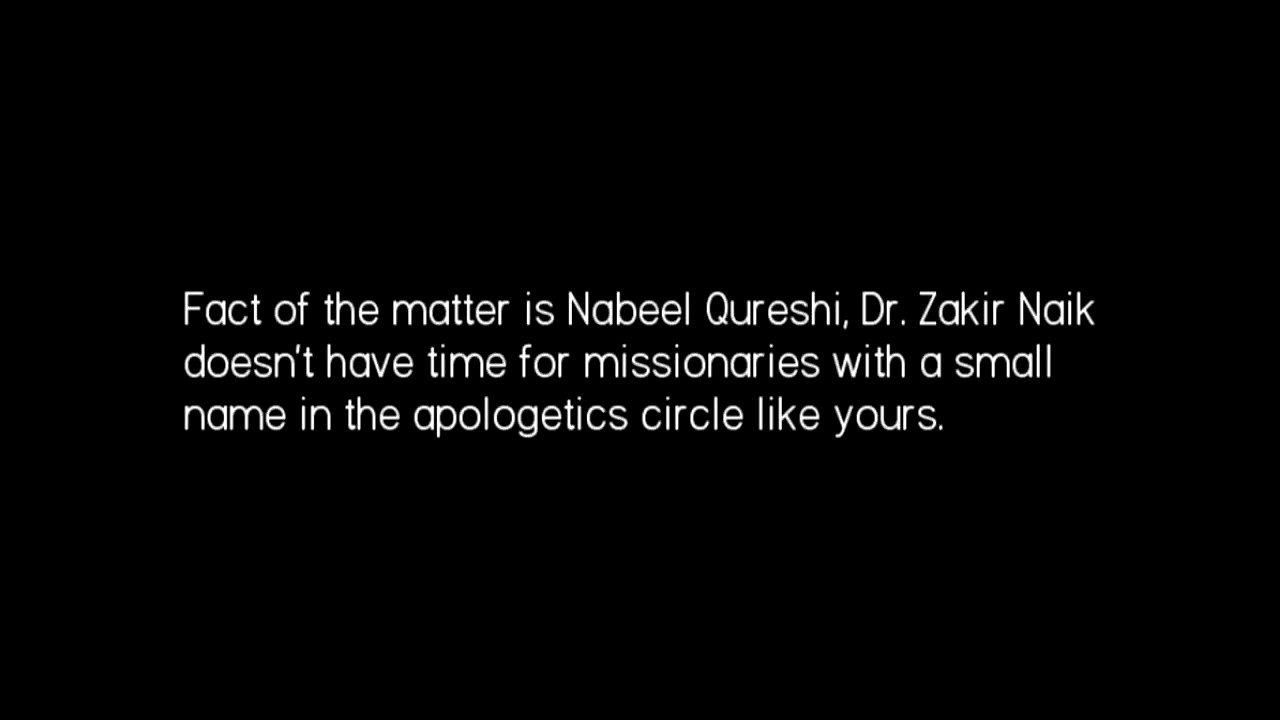 Fact of the matter is Nabeel Qureshi, Dr. Zakir Naik
doesn't have time for missionaries with a small
name in the apologetics circle like yours.